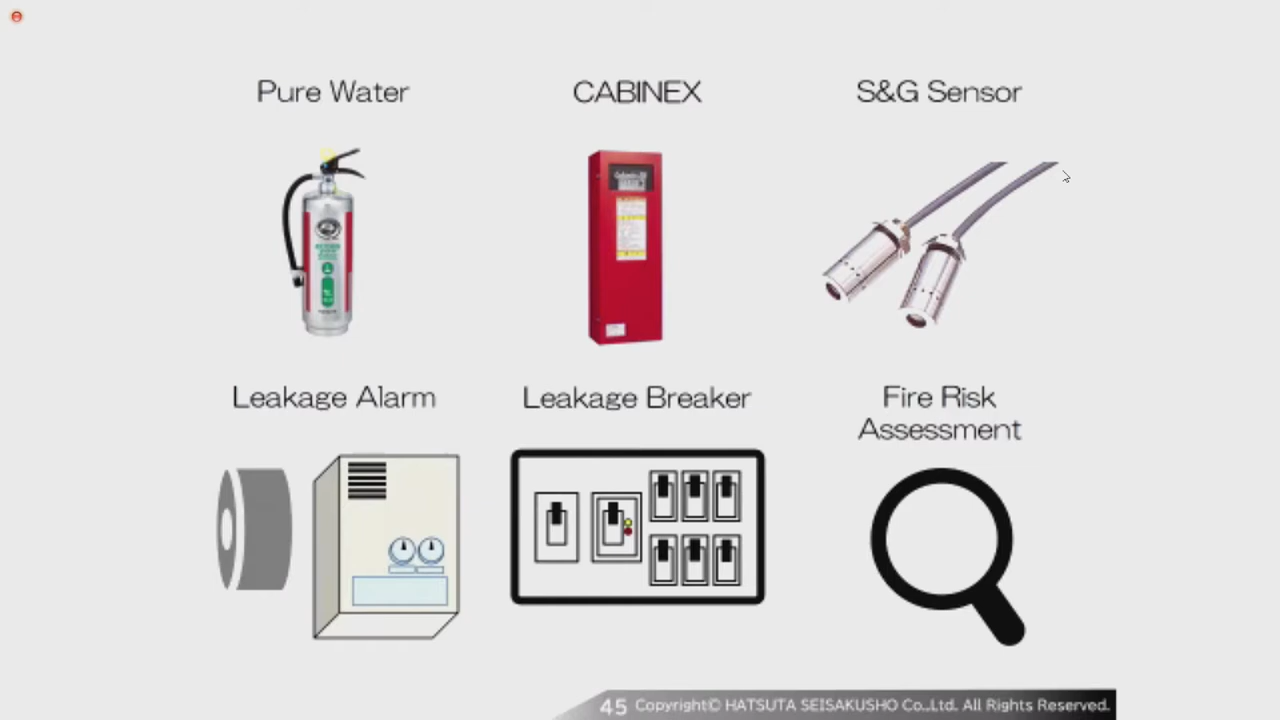 Pure Water
CABINEX
S&G Sensor
Leakage Alarm
Leakage Breaker
Fire Risk
Assessment
45 Copyright© HATSUTA SEISAKUSHO Co.,Ltd. All Rights Reserved.